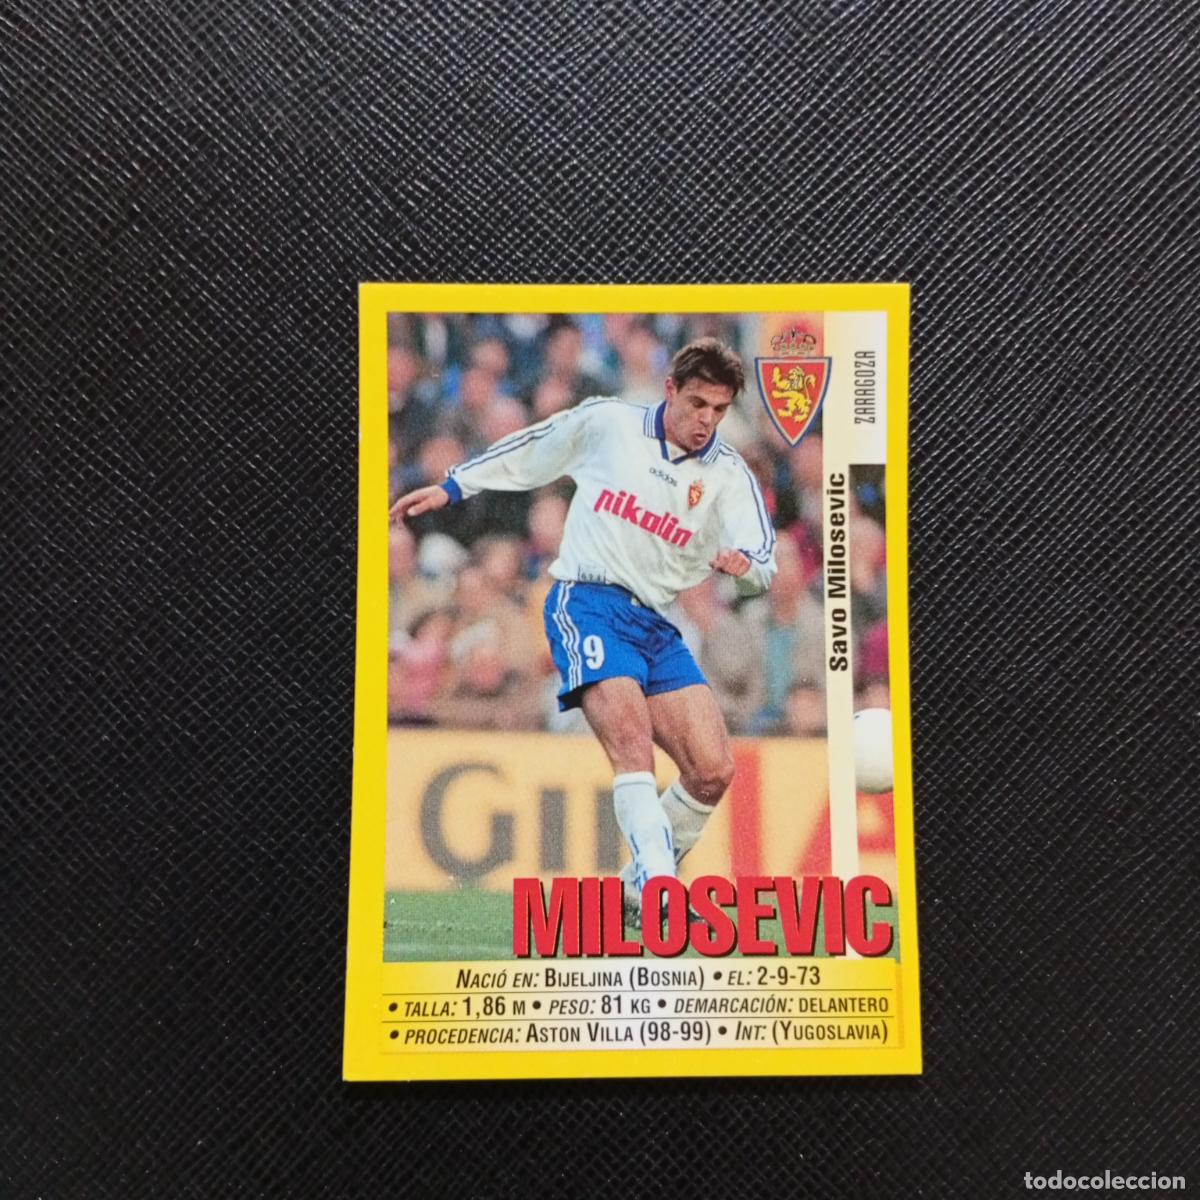 ZARAGOZA
Savo Milosevic
adidas
pikolin
9
GIRA
MILOSEVIC
NACIÓ EN: BIJELJINA (BOSNIA) • EL: 2-9-73
• TALLA: 1,86 M • PESO: 81 KG • DEMARCACIÓN: DELANTERO
• PROCEDENCIA: ASTON VILLA (98-99) • INT: (YUGOSLAVIA)
todocoleccion